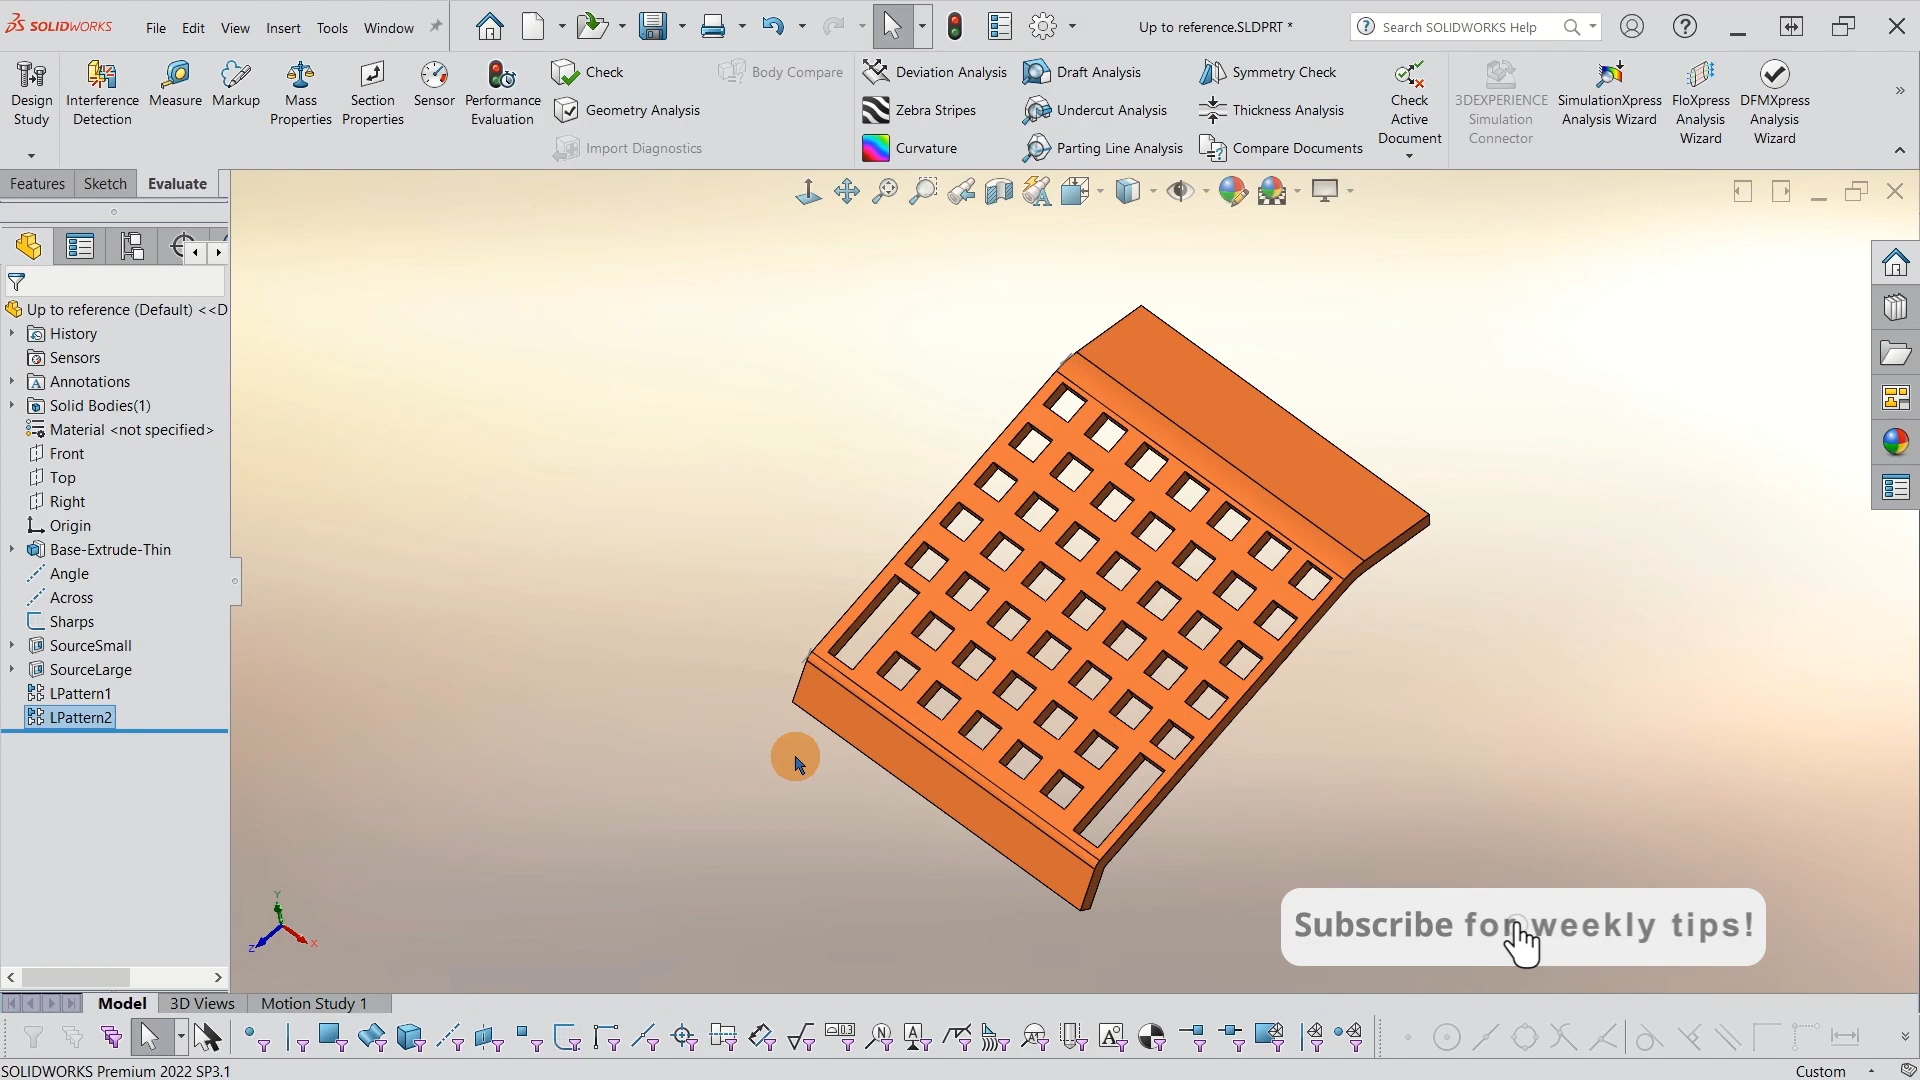 SOLIDWORKS File Edit View Insert Tools Window Up to reference.SLDPRT * Search SOLIDWORKS Help
Design Study
Interference Detection
Measure
Markup
Mass Properties
Section Properties
Sensor
Performance Evaluation
Check
Geometry Analysis
Import Diagnostics
Body Compare
Deviation Analysis
Zebra Stripes
Curvature
Draft Analysis
Undercut Analysis
Parting Line Analysis
Symmetry Check
Thickness Analysis
Compare Documents
Check Active Document
3DEXPERIENCE Simulation Connector
SimulationXpress Analysis Wizard
FloXpress Analysis Wizard
DFMXpress Analysis Wizard
Features Sketch Evaluate
Up to reference (Default) <<D
History
Sensors
Annotations
Solid Bodies(1)
Material <not specified>
Front
Top
Right
Origin
Base-Extrude-Thin
Angle
Across
Sharps
SourceSmall
SourceLarge
LPattern1
LPattern2
Y
X
Z
Subscribe for weekly tips!
Model 3D Views Motion Study 1
SOLIDWORKS Premium 2022 SP3.1
Custom